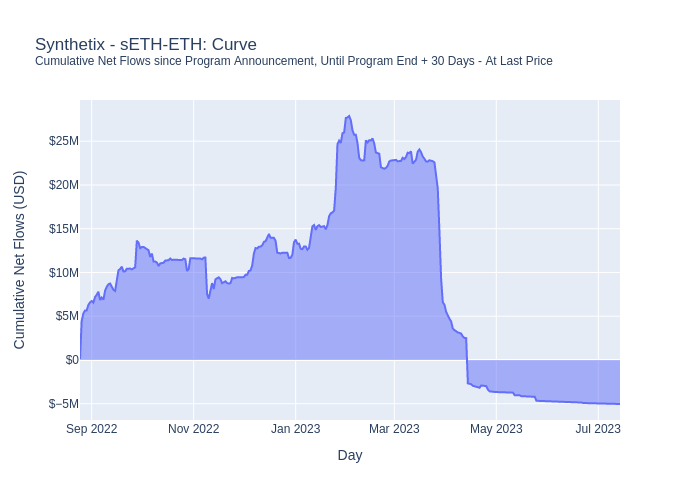 Synthetix - sETH-ETH: Curve
Cumulative Net Flows since Program Announcement, Until Program End + 30 Days - At Last Price
Cumulative Net Flows (USD)
$25M
$20M
$15M
$10M
$5M
$0
$−5M
Sep 2022 Nov 2022 Jan 2023 Mar 2023 May 2023 Jul 2023
Day